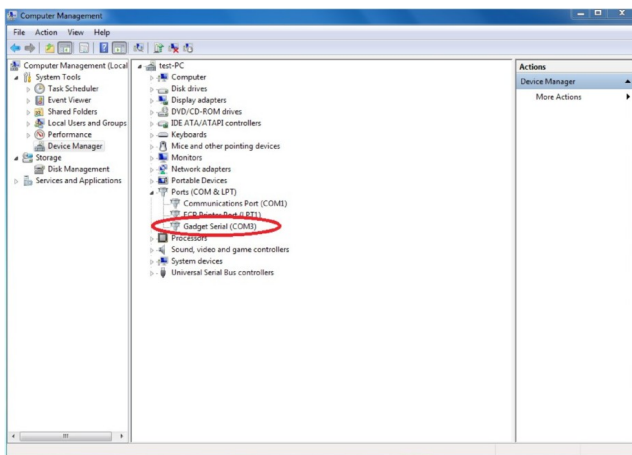 Computer Management
File Action View Help
Computer Management (Local
System Tools
Task Scheduler
Event Viewer
Shared Folders
Local Users and Groups
Performance
Device Manager
Storage
Disk Management
Services and Applications
test-PC
Computer
Disk drives
Display adapters
DVD/CD-ROM drives
IDE ATA/ATAPI controllers
Keyboards
Mice and other pointing devices
Monitors
Network adapters
Portable Devices
Ports (COM & LPT)
Communications Port (COM1)
ECP Printer Port (LPT1)
Gadget Serial (COM3)
Processors
Sound, video and game controllers
System devices
Universal Serial Bus controllers
Actions
Device Manager
More Actions